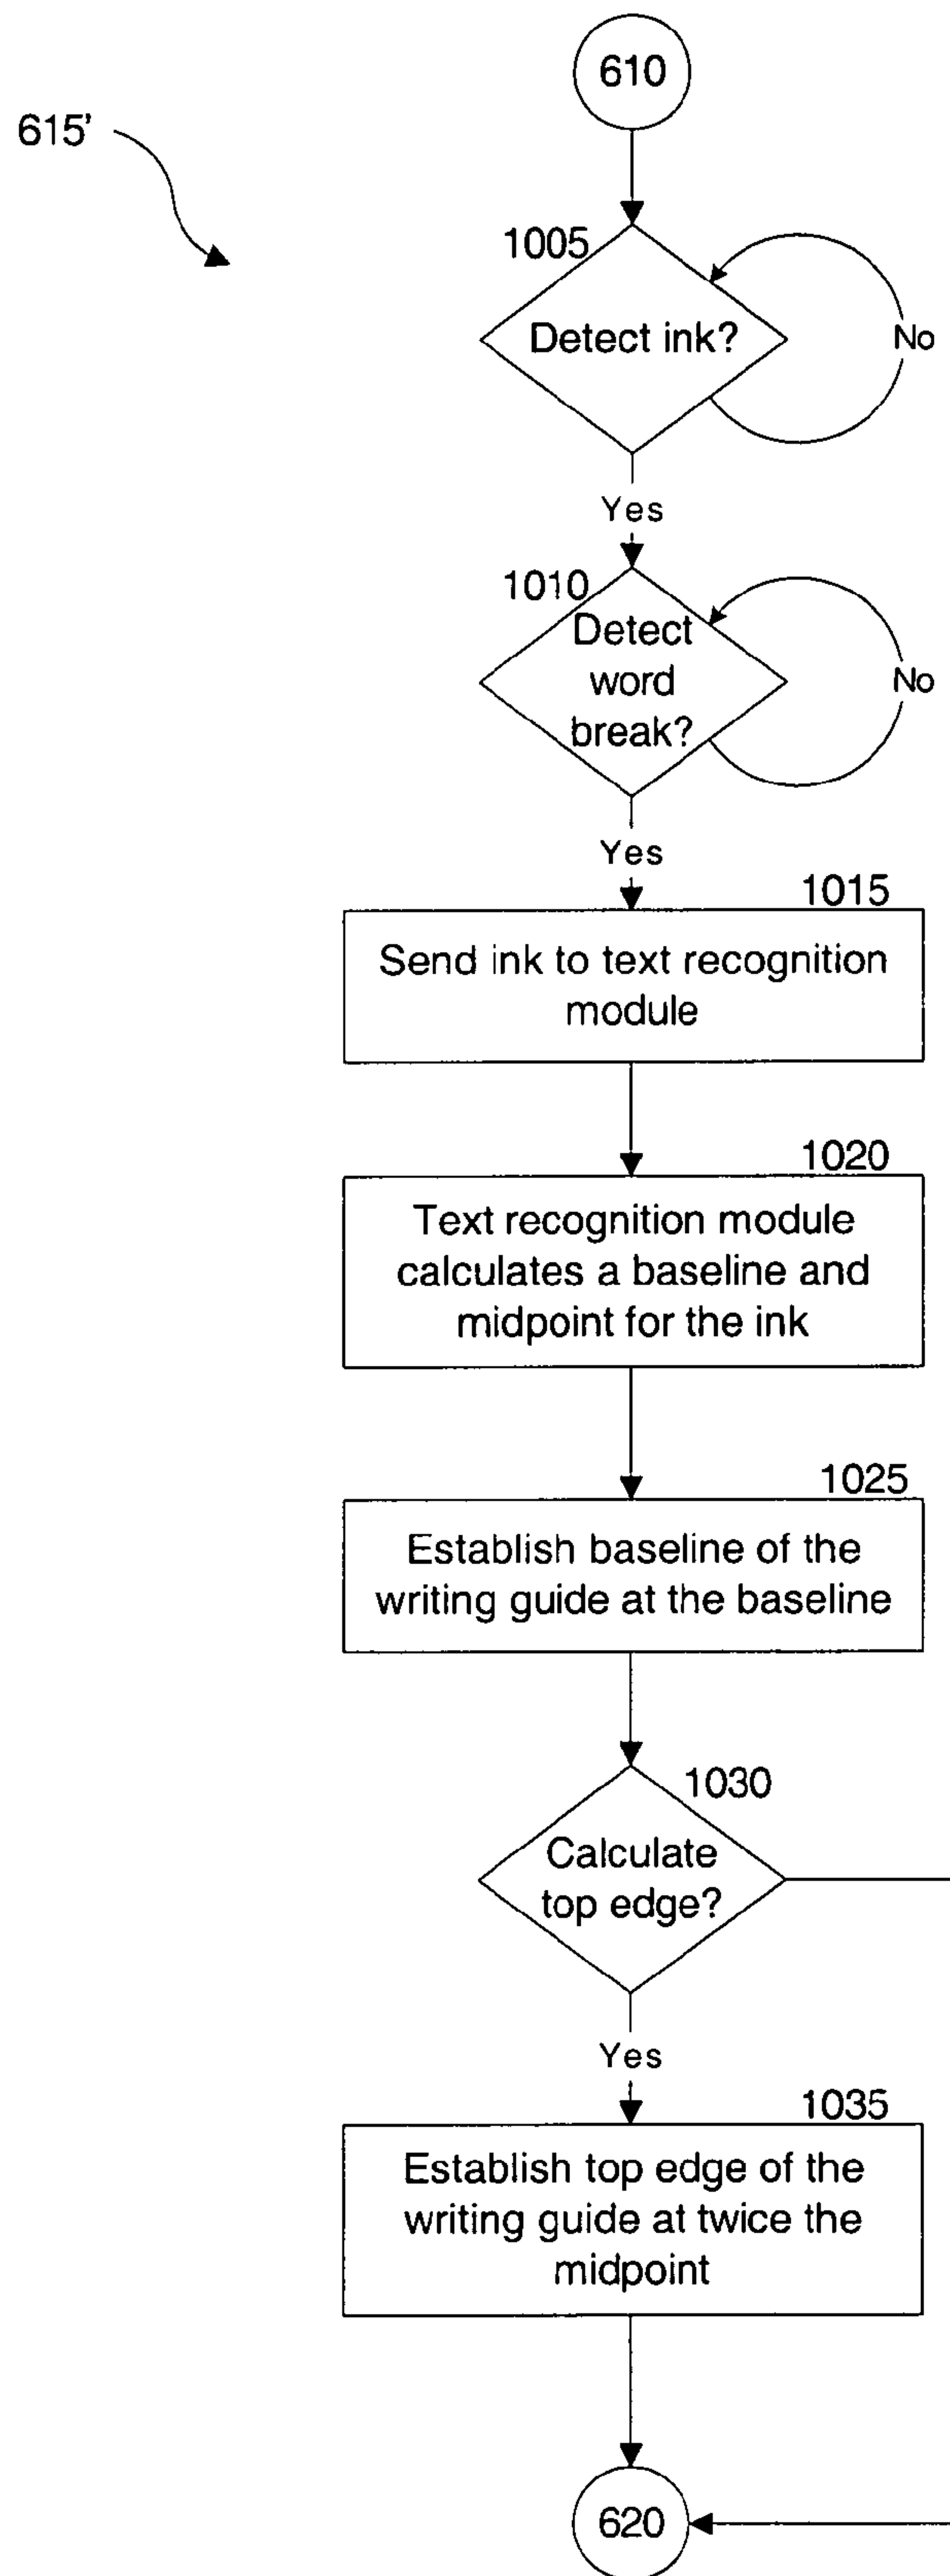 610
615'
1005
Detect ink?
No
Yes
1010
Detect
word
break?
No
Yes
1015
Send ink to text recognition
module
1020
Text recognition module
calculates a baseline and
midpoint for the ink
1025
Establish baseline of the
writing guide at the baseline
1030
Calculate
top edge?
Yes
1035
Establish top edge of the
writing guide at twice the
midpoint
620